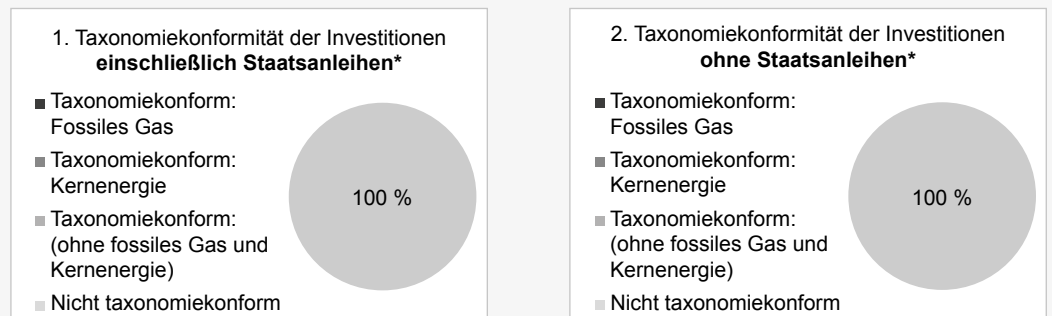 1. Taxonomiekonformität der Investitionen
einschließlich Staatsanleihen*
Taxonomiekonform:
Fossiles Gas
Taxonomiekonform:
Kernenergie
Taxonomiekonform:
(ohne fossiles Gas und
Kernenergie)
Nicht taxonomiekonform
100 %
2. Taxonomiekonformität der Investitionen
ohne Staatsanleihen*
Taxonomiekonform:
Fossiles Gas
Taxonomiekonform:
Kernenergie
Taxonomiekonform:
(ohne fossiles Gas und
Kernenergie)
Nicht taxonomiekonform
100 %